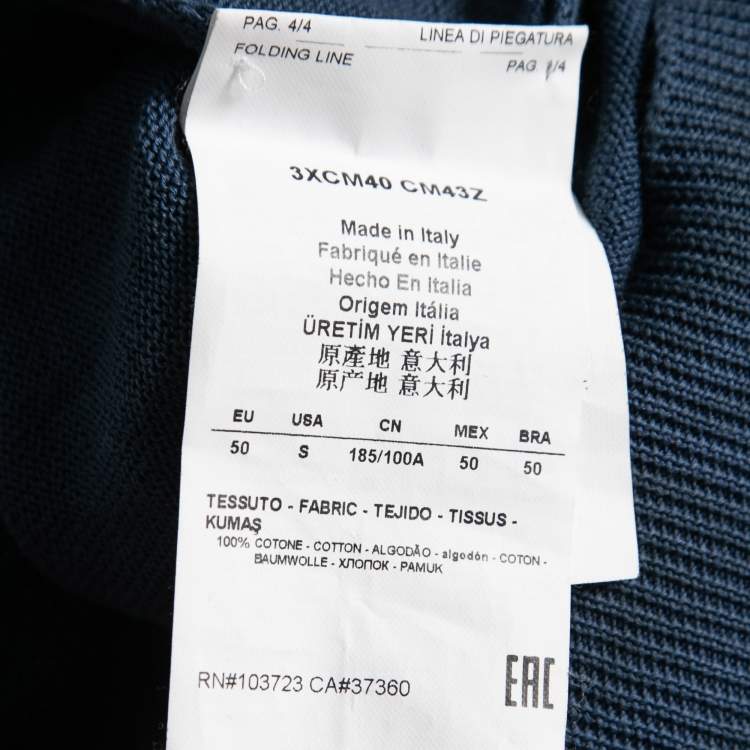 PAG. 4/4 LINEA DI PIEGATURA
FOLDING LINE PAG 1/4
3XCM40 CM43Z
Made in Italy
Fabriqué en Italie
Hecho En Italia
Origem Itália
ÜRETİM YERİ İtalya
原產地 意大利
原产地 意大利
EU USA CN MEX BRA
50 S 185/100A 50 50
TESSUTO - FABRIC - TEJIDO - TISSUS -
KUMAŞ
100% COTONE - COTTON - ALGODÃO - algodón - COTON -
BAUMWOLLE - ХЛОПОК - PAMUK
RN#103723 CA#37360
EAC